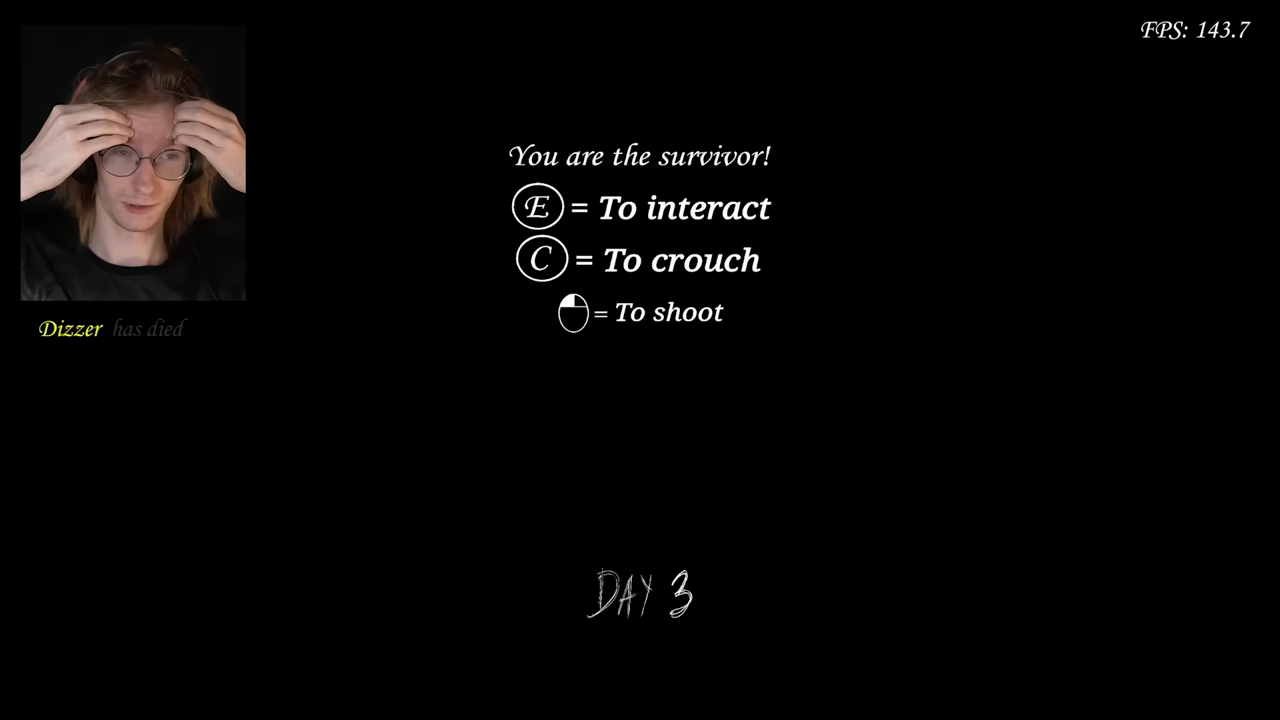 FPS: 143.7
You are the survivor!
E = To interact
C = To crouch
= To shoot
Dizzer has died
DAY 3